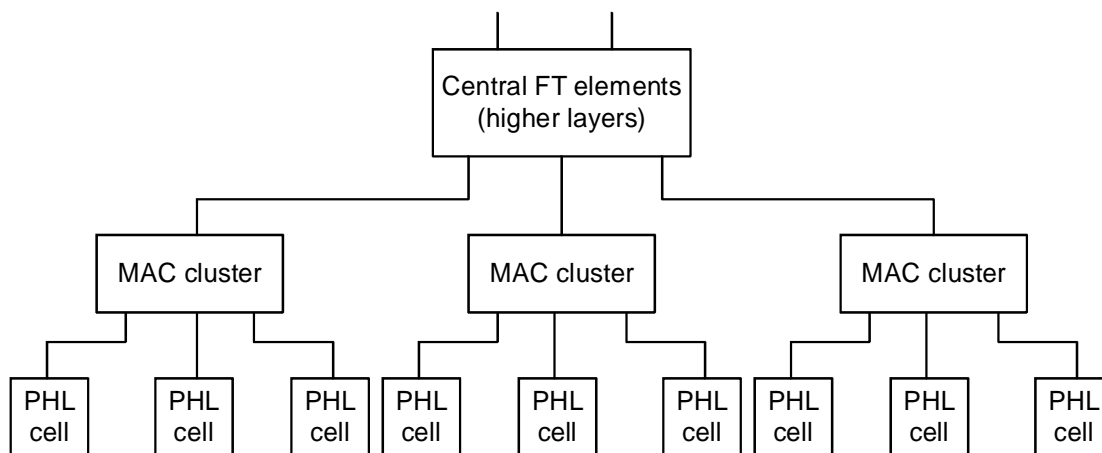 Central FT elements
(higher layers)
MAC cluster
MAC cluster
MAC cluster
PHL
cell
PHL
cell
PHL
cell
PHL
cell
PHL
cell
PHL
cell
PHL
cell
PHL
cell
PHL
cell